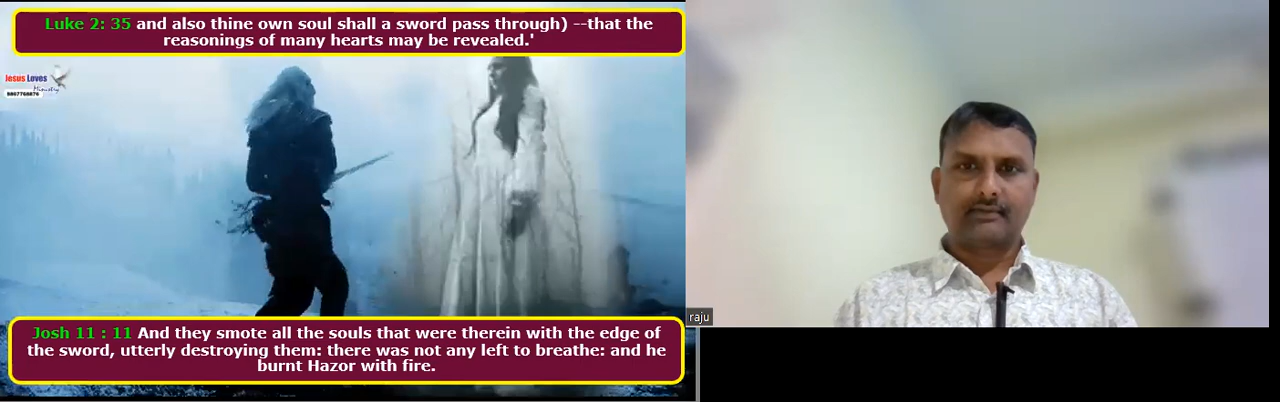 Luke 2: 35 and also thine own soul shall a sword pass through) --that the
reasonings of many hearts may be revealed.'
Jesus Loves
Ministry
raju
Josh 11 : 11 And they smote all the souls that were therein with the edge of
the sword, utterly destroying them: there was not any left to breathe: and he
burnt Hazor with fire.